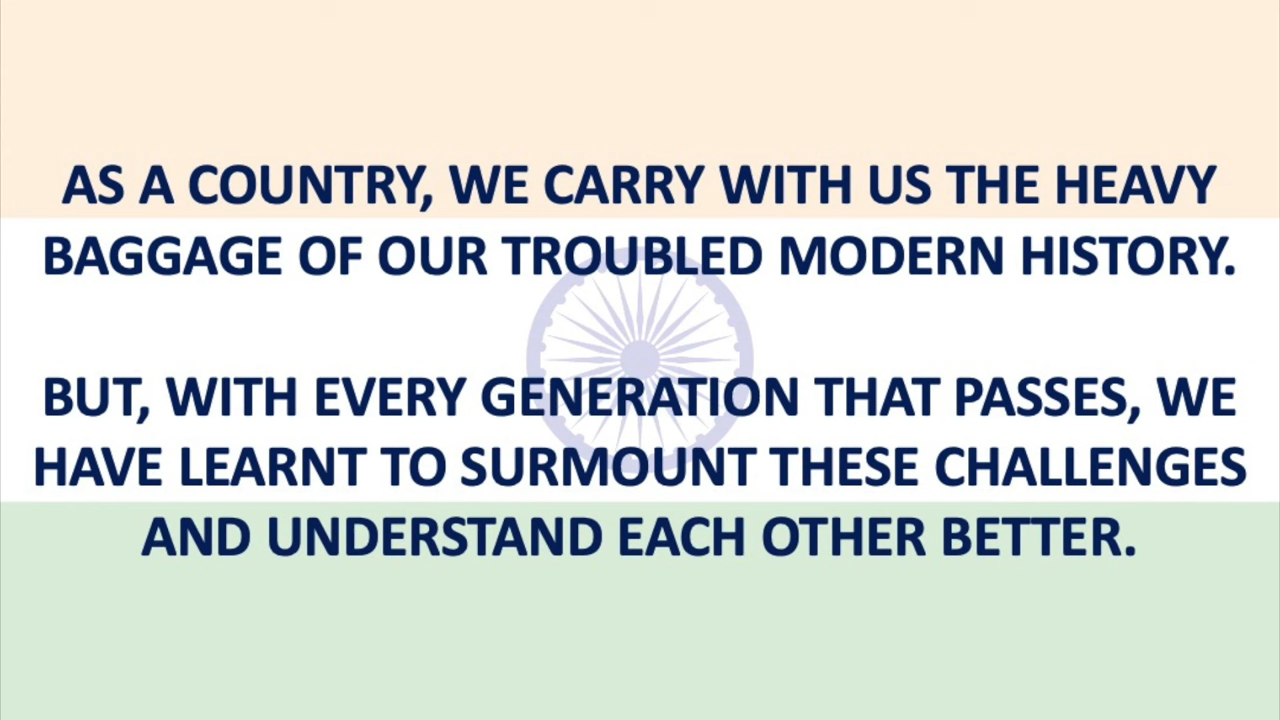 AS A COUNTRY, WE CARRY WITH US THE HEAVY
BAGGAGE OF OUR TROUBLED MODERN HISTORY.
BUT, WITH EVERY GENERATION THAT PASSES, WE
HAVE LEARNT TO SURMOUNT THESE CHALLENGES
AND UNDERSTAND EACH OTHER BETTER.